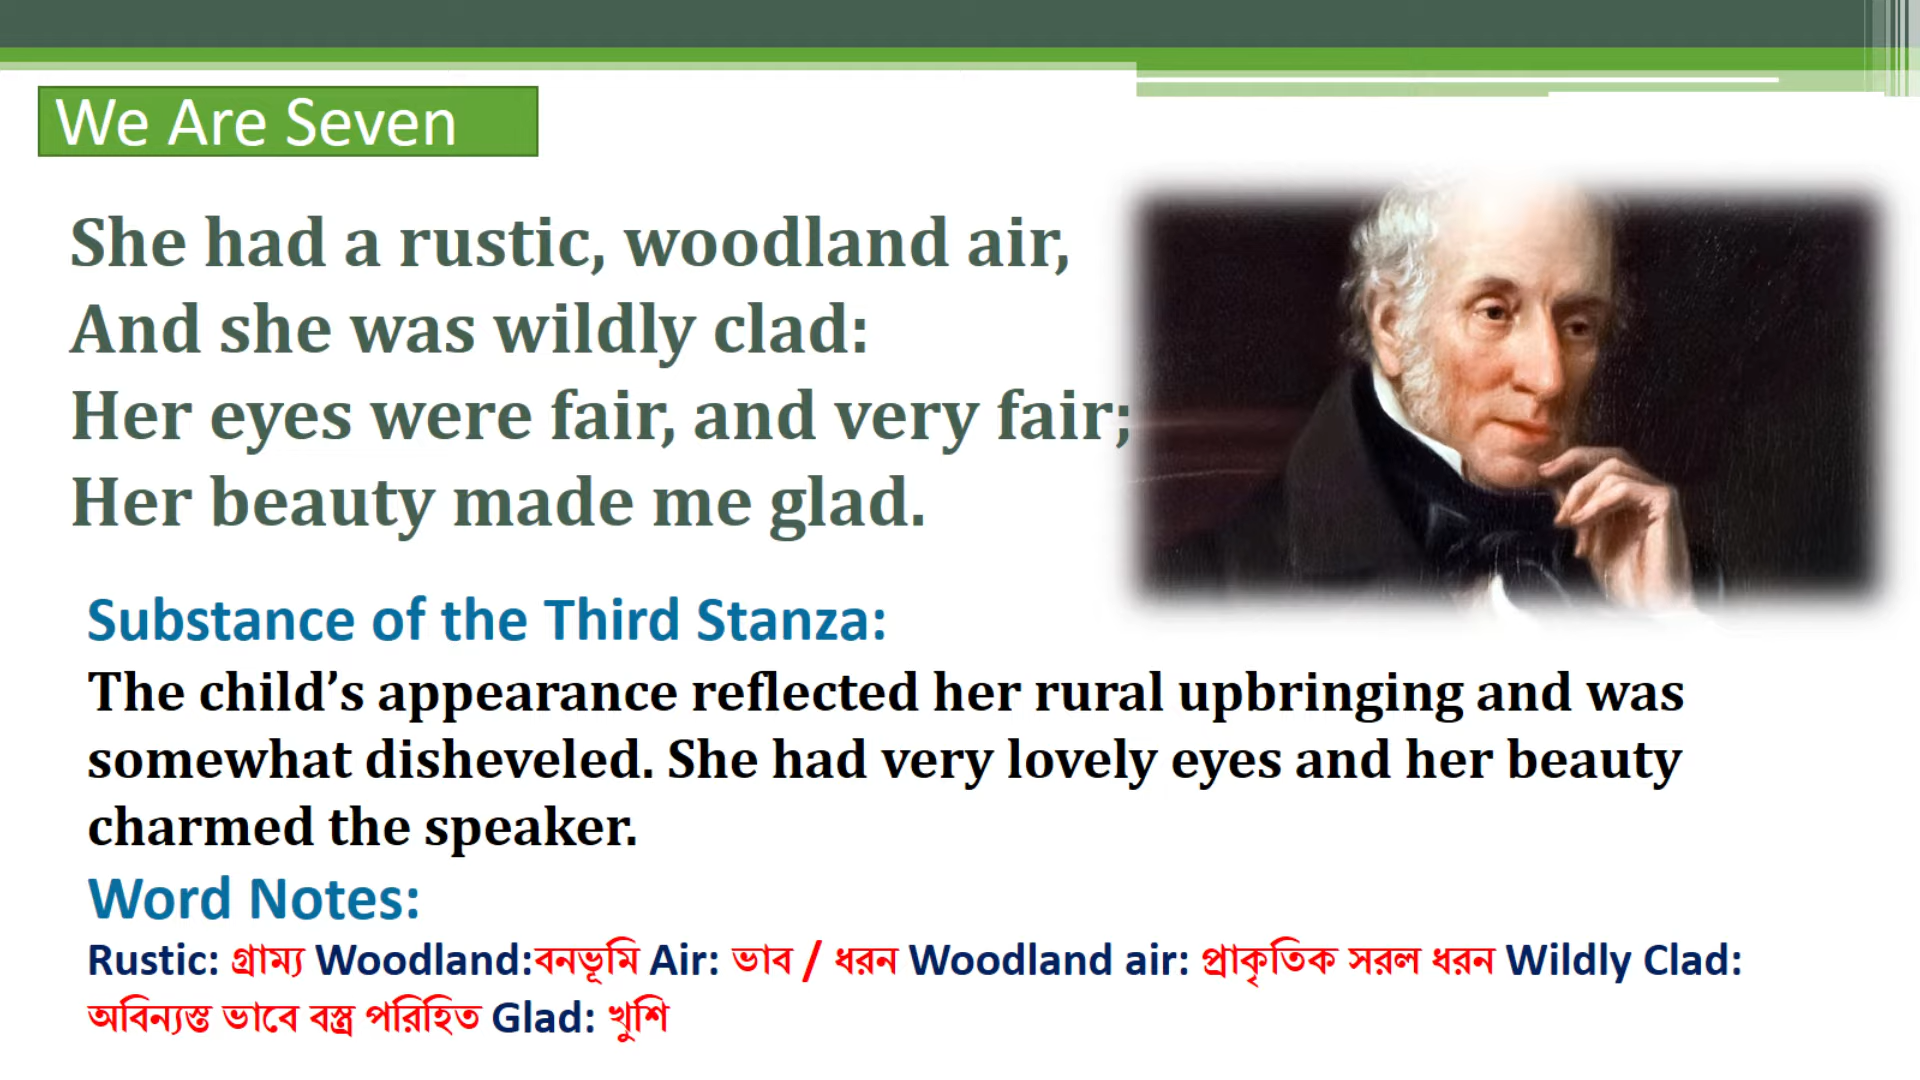 We Are Seven
She had a rustic, woodland air,
And she was wildly clad:
Her eyes were fair, and very fair;
Her beauty made me glad.
Substance of the Third Stanza:
The child’s appearance reflected her rural upbringing and was
somewhat disheveled. She had very lovely eyes and her beauty
charmed the speaker.
Word Notes:
Rustic: গ্রাম্য Woodland:বনভূমি Air: ভাব / ধরন Woodland air: প্রাকৃতিক সরল ধরন Wildly Clad:
অবিন্যস্ত ভাবে বস্ত্র পরিহিত Glad: খুশি